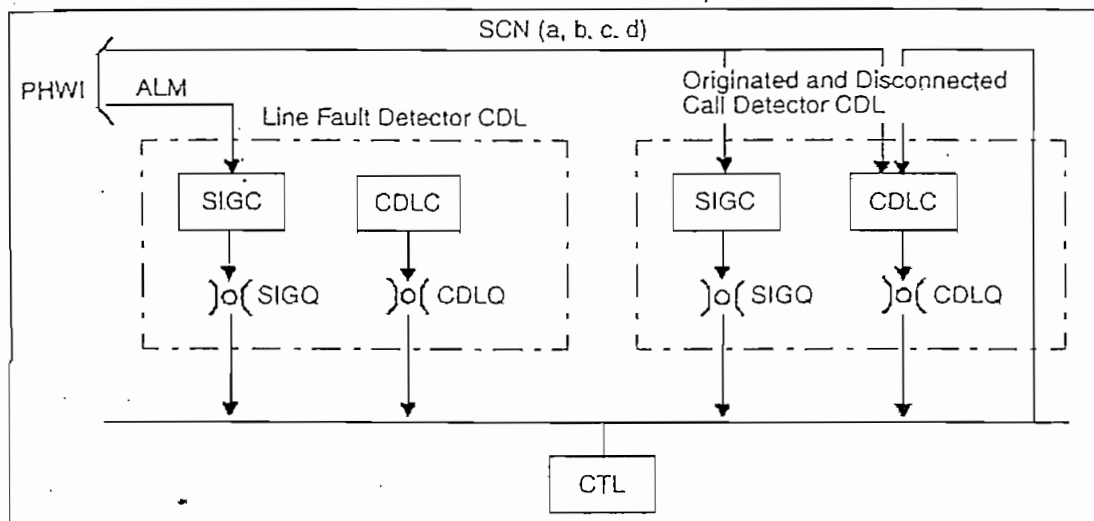 SCN (a, b, c, d)
PHWI
ALM
Originated and Disconnected
Call Detector CDL
Line Fault Detector CDL
SIGC
CDLC
SIGC
CDLC
SIGQ
CDLQ
SIGQ
CDLQ
CTL